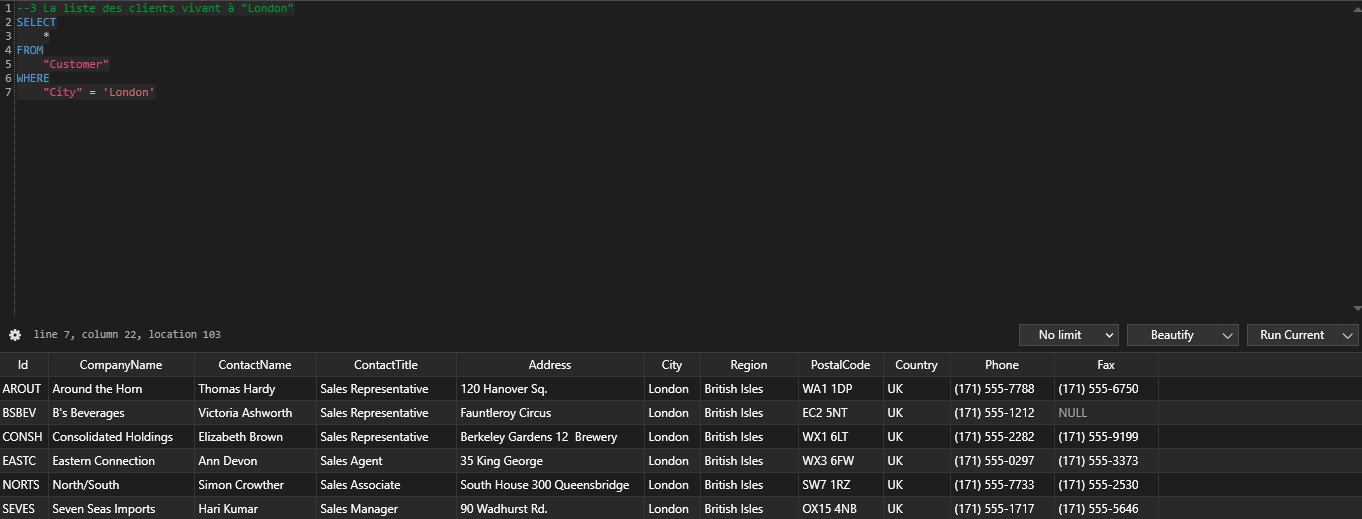 1 --3 La liste des clients vivant à "London"
2 SELECT
3     *
4 FROM
5     "Customer"
6 WHERE
7     "City" = 'London'
line 7, column 22, location 103 No limit Beautify Run Current
Id CompanyName ContactName ContactTitle Address City Region PostalCode Country Phone Fax
AROUT Around the Horn Thomas Hardy Sales Representative 120 Hanover Sq. London British Isles WA1 1DP UK (171) 555-7788 (171) 555-6750
BSBEV B's Beverages Victoria Ashworth Sales Representative Fauntleroy Circus London British Isles EC2 5NT UK (171) 555-1212 NULL
CONSH Consolidated Holdings Elizabeth Brown Sales Representative Berkeley Gardens 12  Brewery London British Isles WX1 6LT UK (171) 555-2282 (171) 555-9199
EASTC Eastern Connection Ann Devon Sales Agent 35 King George London British Isles WX3 6FW UK (171) 555-0297 (171) 555-3373
NORTS North/South Simon Crowther Sales Associate South House 300 Queensbridge London British Isles SW7 1RZ UK (171) 555-7733 (171) 555-2530
SEVES Seven Seas Imports Hari Kumar Sales Manager 90 Wadhurst Rd. London British Isles OX15 4NB UK (171) 555-1717 (171) 555-5646